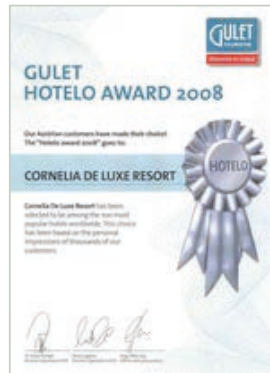 GULET
GULET
HOTELO AWARD 2008
Our Austrian customers have made their choice!
The "Hotelo award 2008" goes to:
HOTELO
CORNELIA DE LUXE RESORT
Cornelia De Luxe Resort has been
selected to be among the 100 most
popular hotels worldwide. This choice
has been based on the personal
impressions of thousands of our
customers.